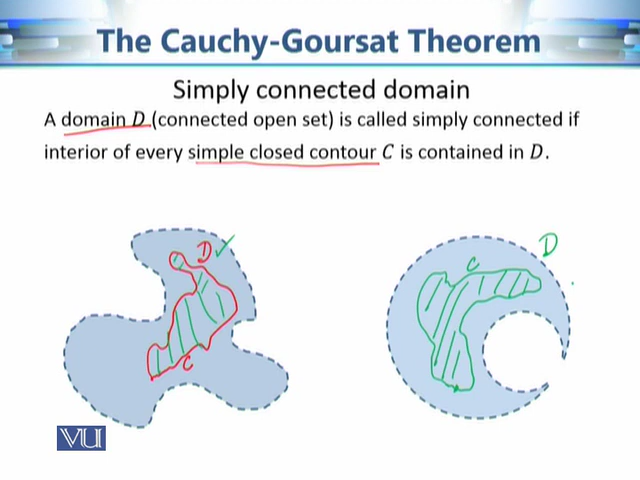 The Cauchy-Goursat Theorem
Simply connected domain
A domain D (connected open set) is called simply connected if
interior of every simple closed contour C is contained in D.
D
C
C
D
VU